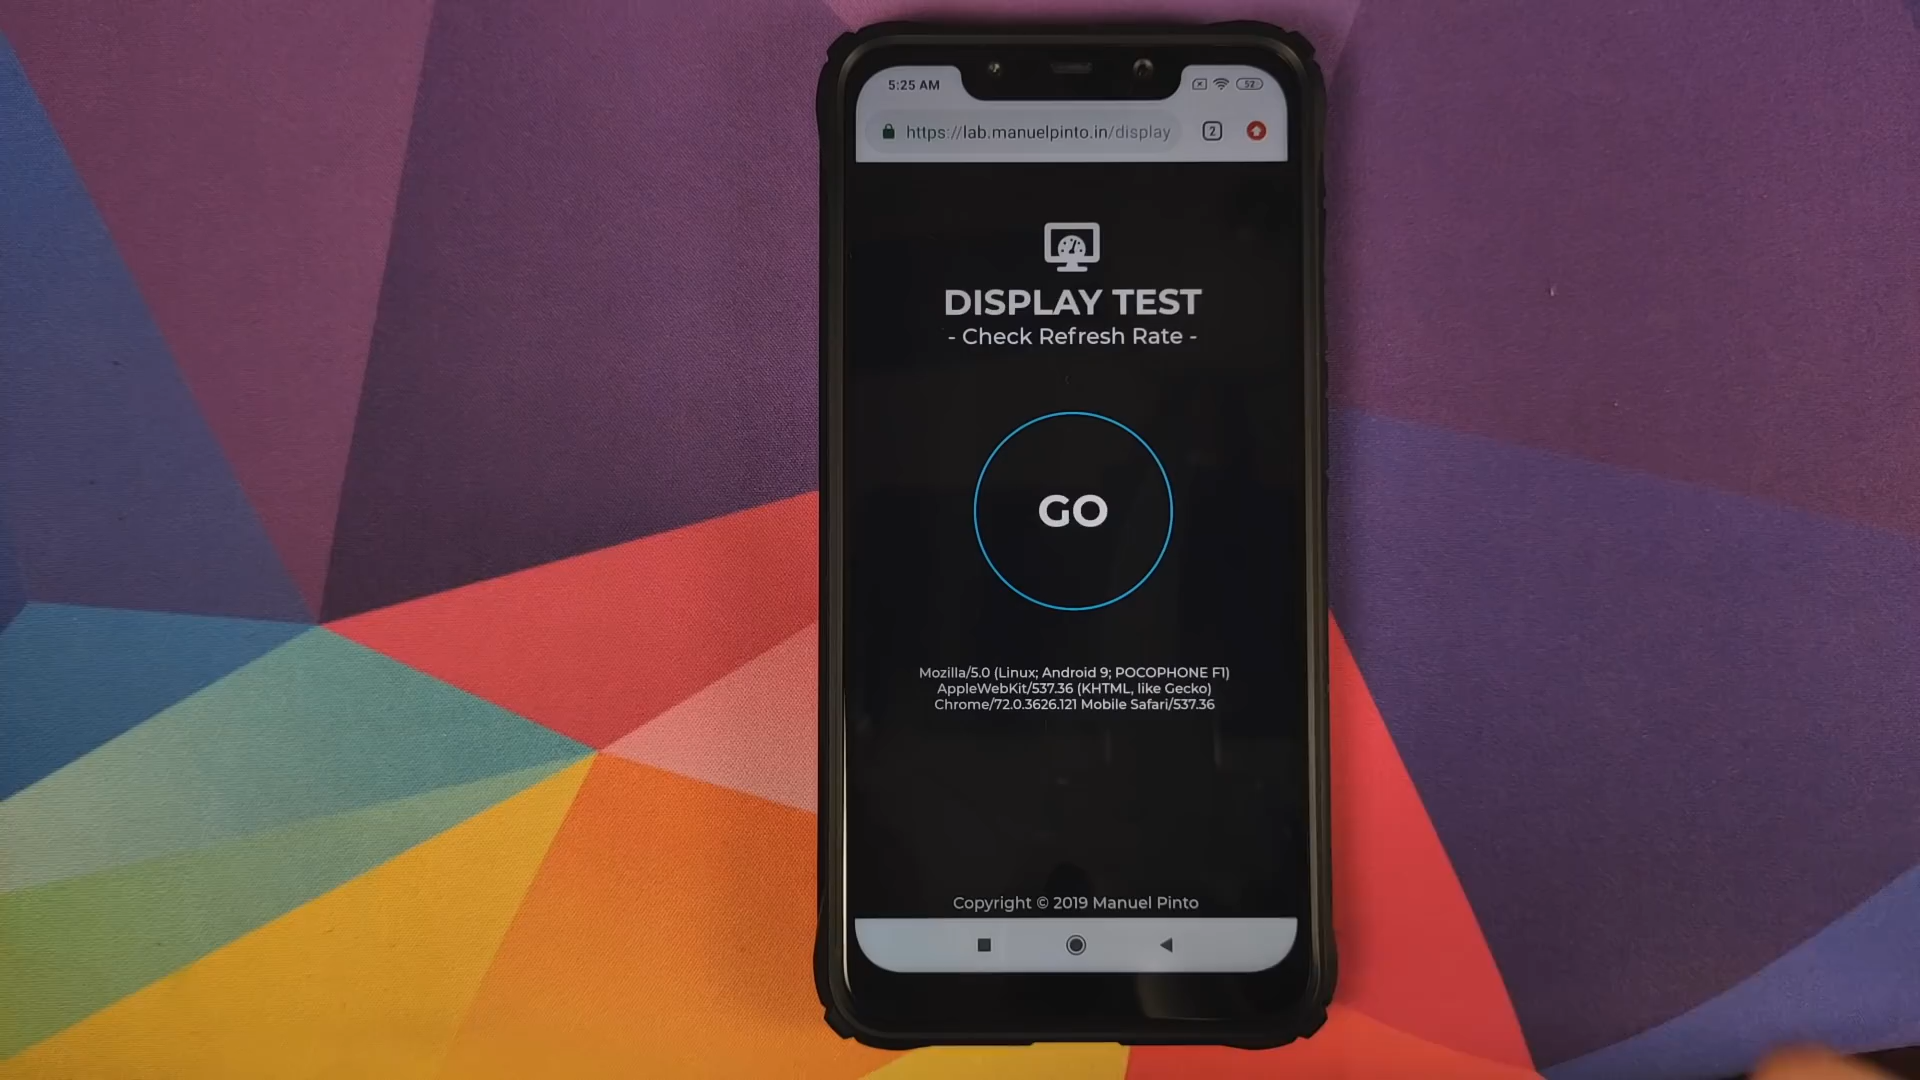 5:25 AM
52
https://lab.manuelpinto.in/display
2
DISPLAY TEST
- Check Refresh Rate -
GO
Mozilla/5.0 (Linux; Android 9; POCOPHONE F1)
AppleWebKit/537.36 (KHTML, like Gecko)
Chrome/72.0.3626.121 Mobile Safari/537.36
Copyright © 2019 Manuel Pinto